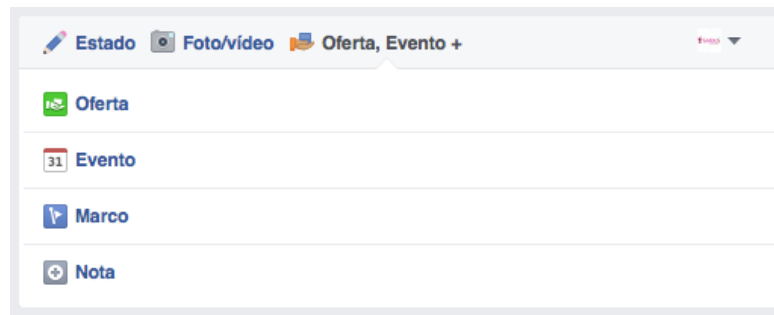 Estado Foto/vídeo Oferta, Evento +
Oferta
31 Evento
Marco
Nota